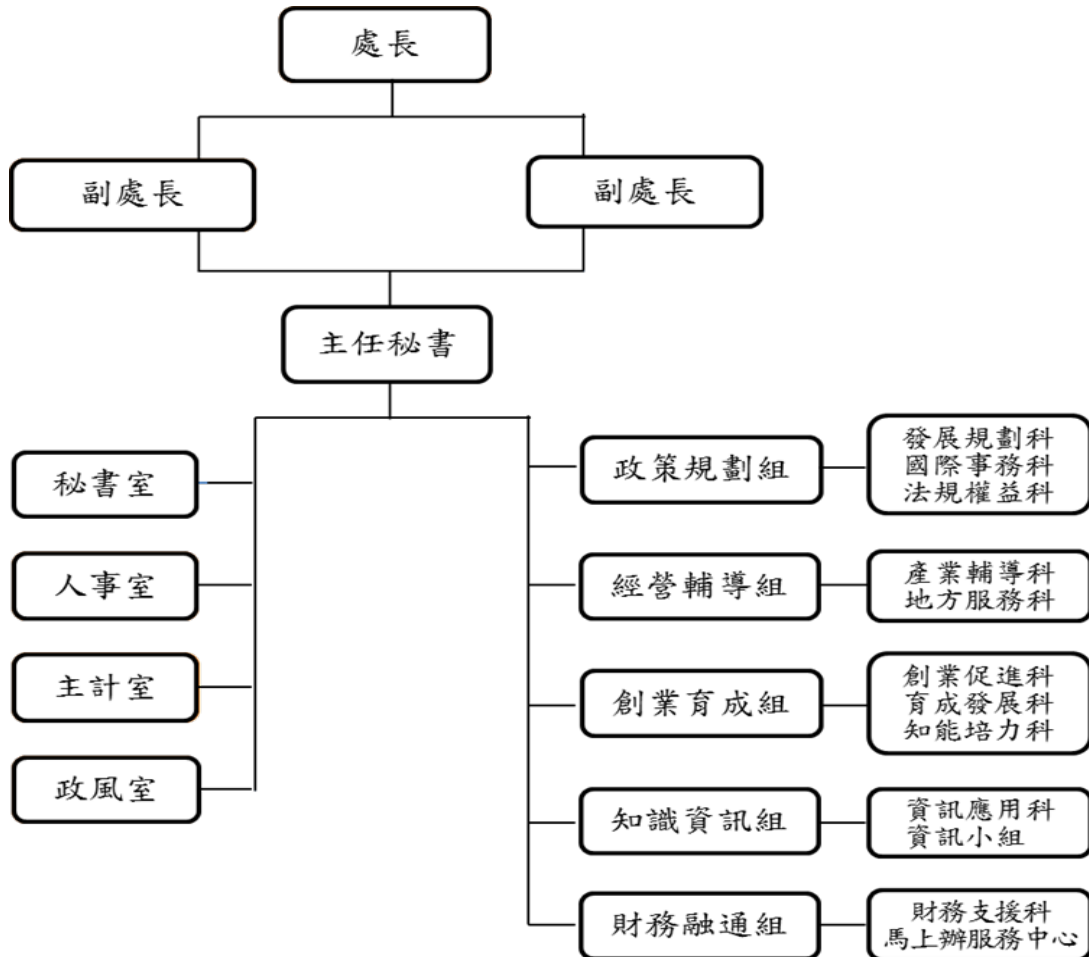 處長
副處長
副處長
主任秘書
秘書室
人事室
主計室
政風室
政策規劃組
發展規劃科
國際事務科
法規權益科
經營輔導組
產業輔導科
地方服務科
創業育成組
創業促進科
育成發展科
知能培力科
知識資訊組
資訊應用科
資訊小組
財務融通組
財務支援科
馬上辦服務中心